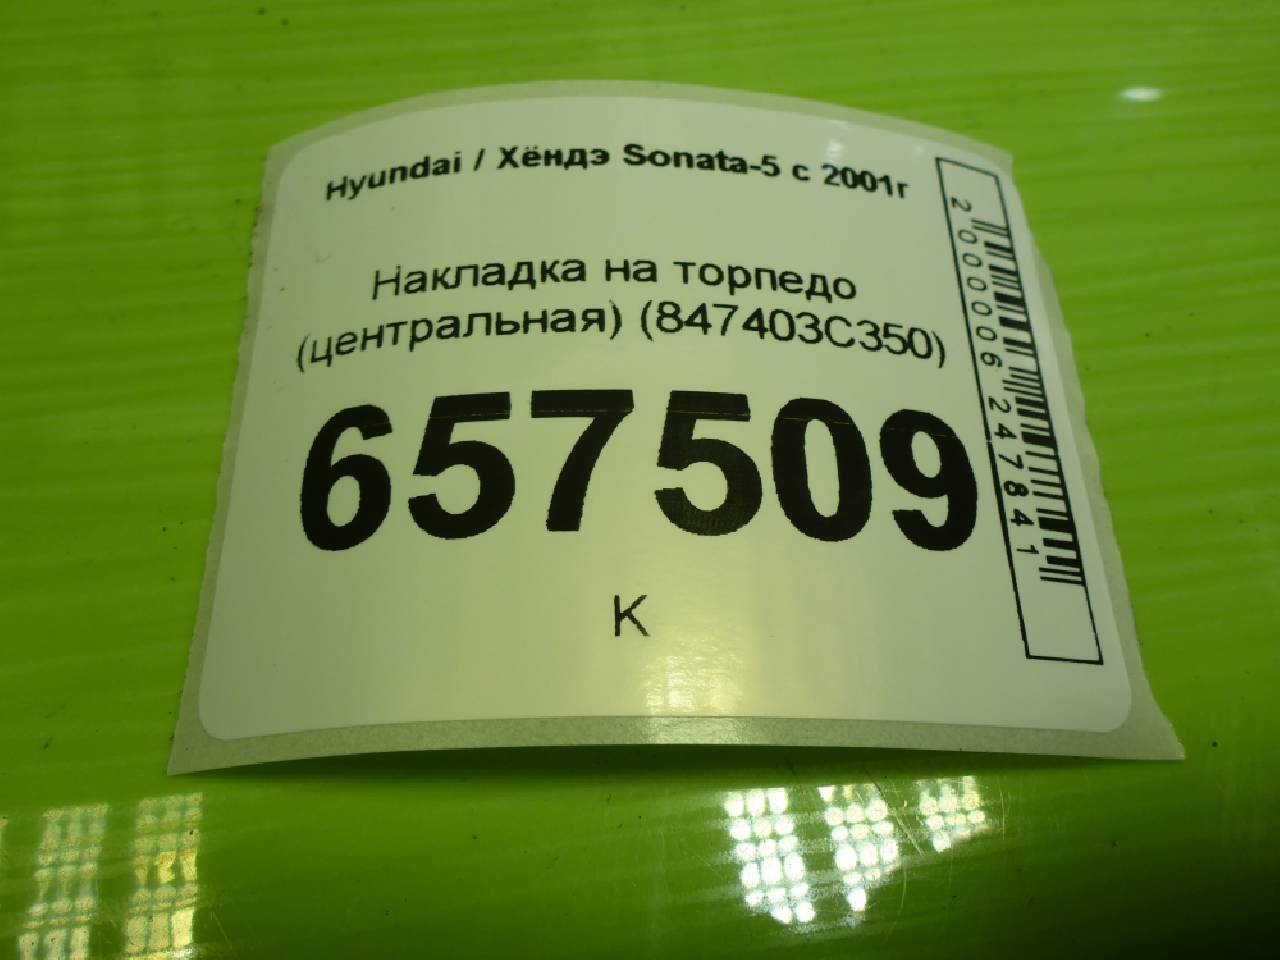 Hyundai / Хёндэ Sonata-5 с 2001г
Накладка на торпедо
(центральная) (847403C350)
657509
К
2000006247841